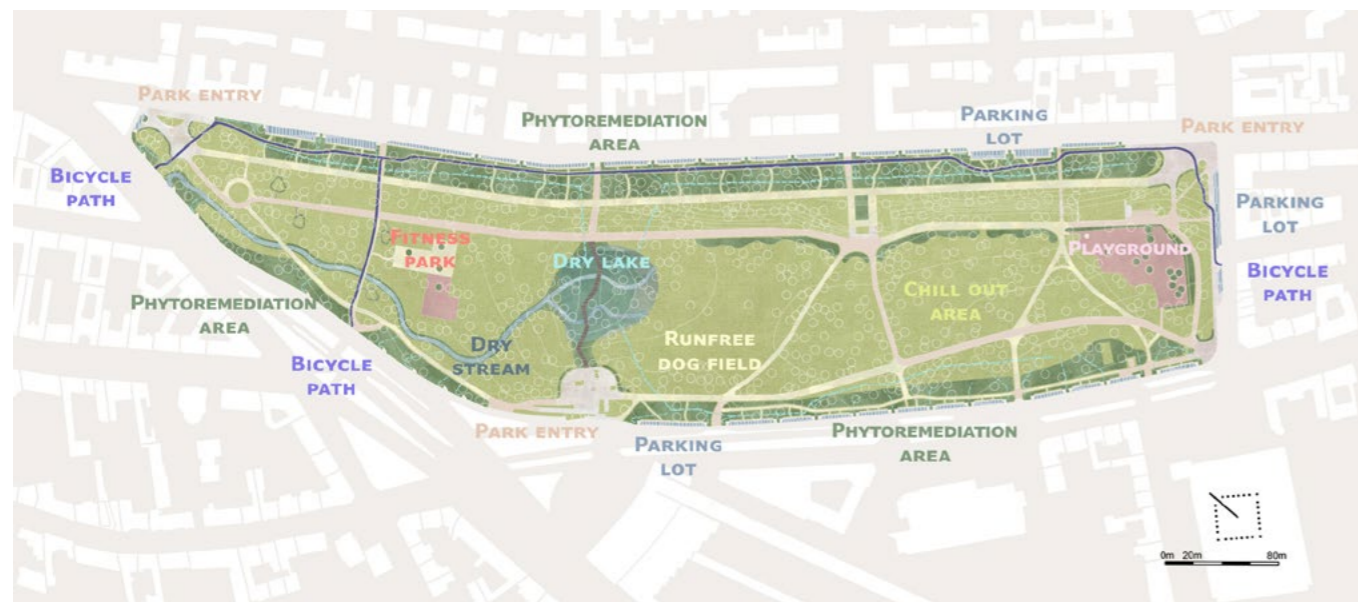 PARK ENTRY
PHYTOREMEDIATION
AREA
PARKING
LOT
PARK ENTRY
BICYCLE
PATH
PARKING
LOT
FITNESS
PARK
DRY LAKE
PLAYGROUND
BICYCLE
PATH
CHILL OUT
AREA
PHYTOREMEDIATION
AREA
DRY
STREAM
RUNFREE
DOG FIELD
BICYCLE
PATH
PARK ENTRY
PARKING
LOT
PHYTOREMEDIATION
AREA
0m 20m 80m